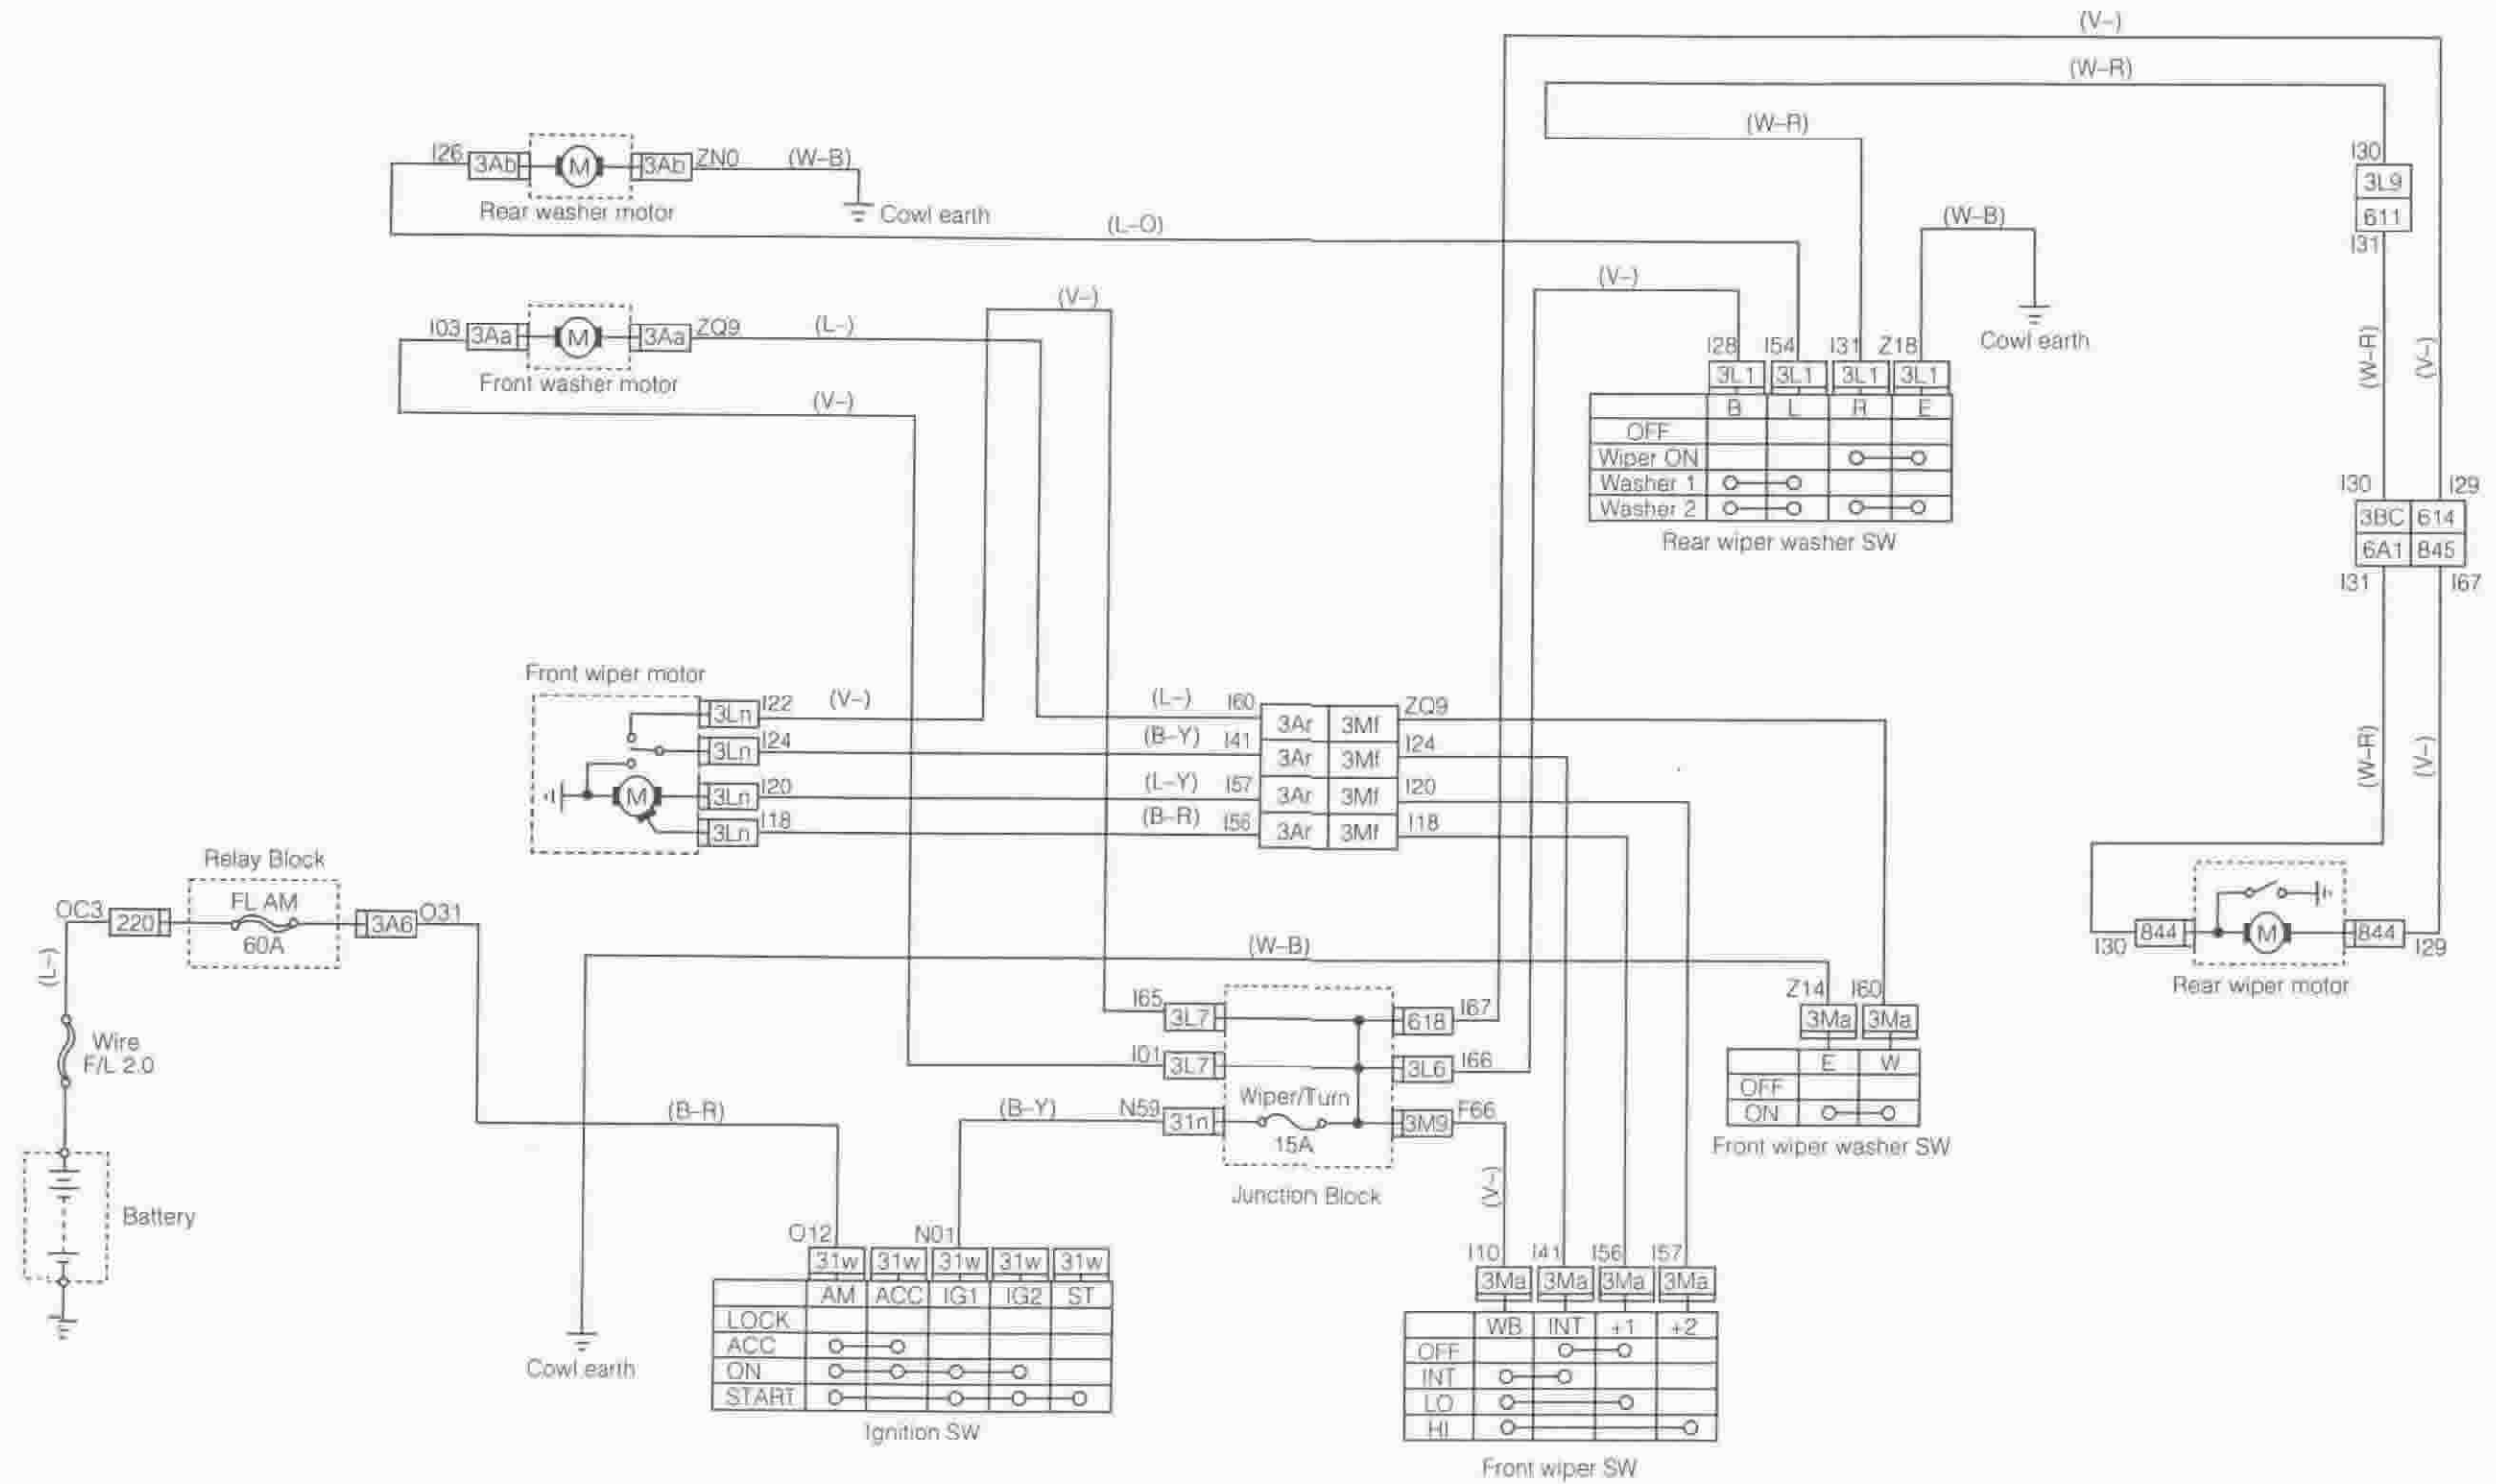 (V–)
(W–R)
(W–R)
I26 3Ab M 3Ab ZN0 (W–B)
Rear washer motor
Cowl earth
(L–O)
I30
3L9
611
I31
(W–B)
Cowl earth
(V–)
(V–)
I03 3Aa M 3Aa ZQ9 (L–)
Front washer motor
(V–)
(W–R)
(V–)
I28 I54 I31 Z18
3L1 3L1 3L1 3L1
B L R E
OFF
Wiper ON
Washer 1
Washer 2
Rear wiper washer SW
I30 I29
3BC 614
6A1 845
I31 I67
Front wiper motor
3Ln I22 (V–)
3Ln I24
M 3Ln I20
3Ln I18
(L–) I60 3Ar 3Mf ZQ9
(B–Y) I41 3Ar 3Mf I24
(L–Y) I57 3Ar 3Mf I20
(B–R) I56 3Ar 3Mf I18
(W–R)
(V–)
I30 844 M 844 I29
Rear wiper motor
Relay Block
OC3 220 FL AM 3A6 O31
60A
(L–)
Wire
F/L 2.0
Battery
(W–B)
Z14 I60
3Ma 3Ma
E W
OFF
ON
Front wiper washer SW
I65 3L7 618 I67
I01 3L7 3L6 I66
Wiper/Turn
(B–R)
(B–Y) N59 31n 3M9 F66
15A
Junction Block
(V–)
O12 N01
31w 31w 31w 31w 31w
AM ACC IG1 IG2 ST
LOCK
ACC
ON
START
Ignition SW
Cowl earth
I10 I41 I56 I57
3Ma 3Ma 3Ma 3Ma
WB INT +1 +2
OFF
INT
LO
HI
Front wiper SW